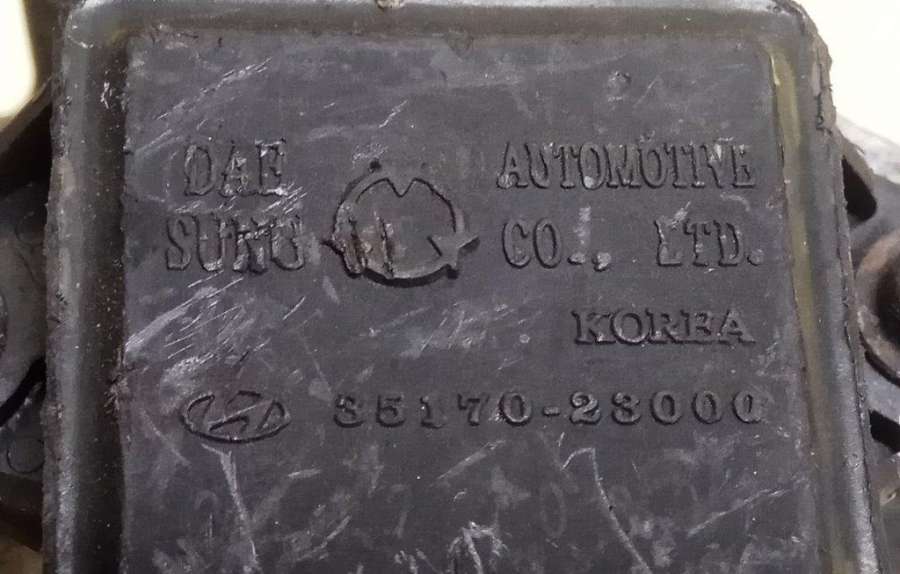 DAE
SUNG
AUTOMOTIVE
CO., LTD.
KOREA
35170-23000